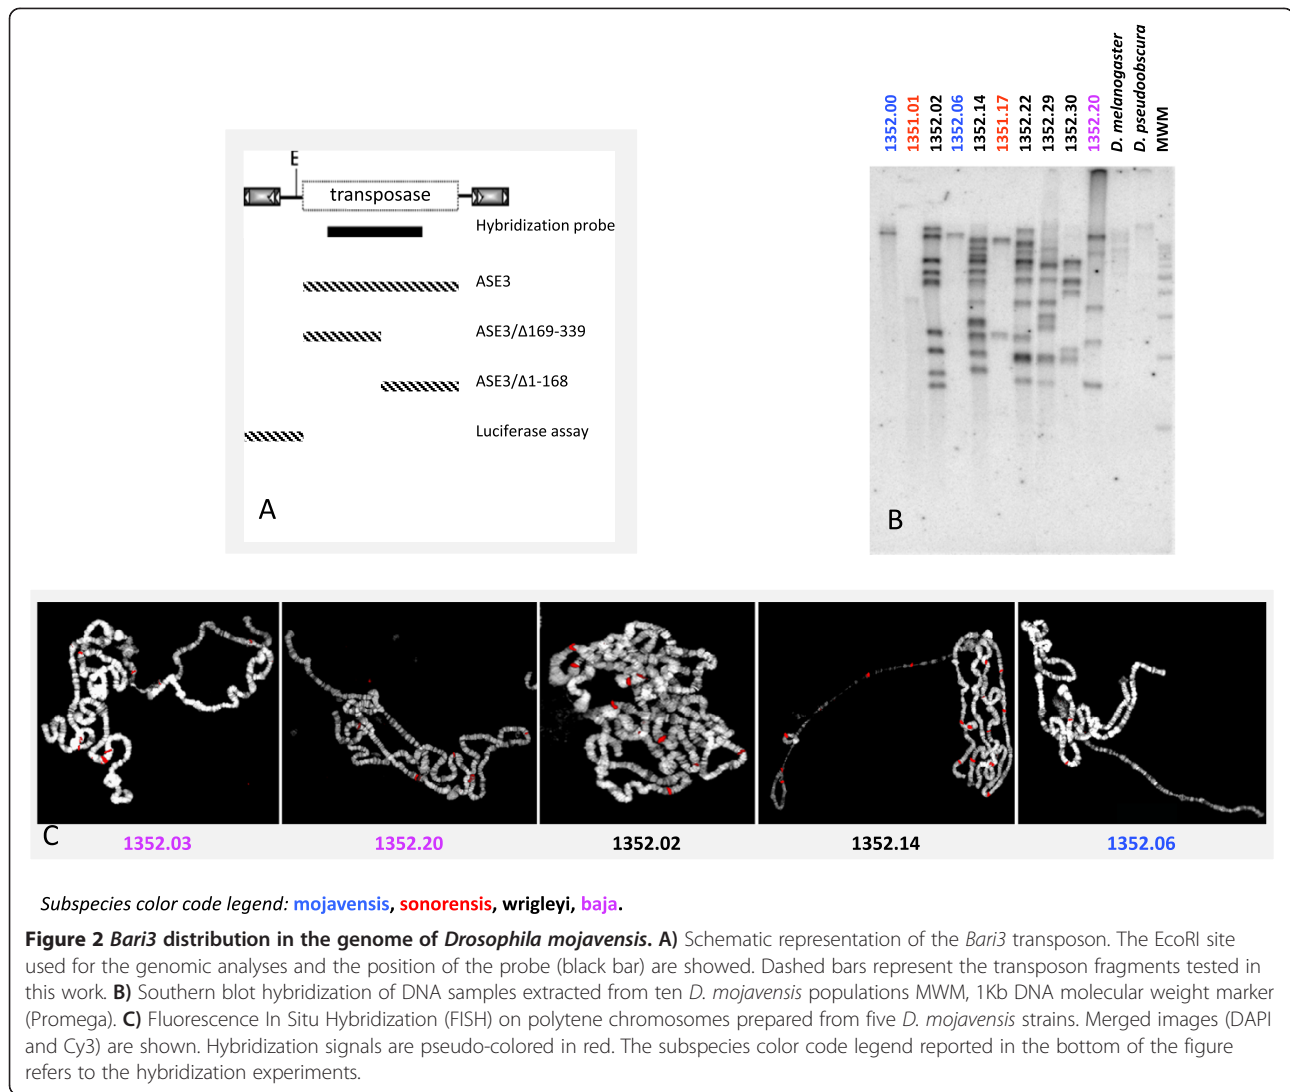 E
transposase
Hybridization probe
ASE3
ASE3/Δ169-339
ASE3/Δ1-168
Luciferase assay
A
1352.00
1351.01
1352.02
1352.06
1352.14
1351.17
1352.22
1352.29
1352.30
1352.20
D. melanogaster
D. pseudoobscura
MWM
B
C
1352.03
1352.20
1352.02
1352.14
1352.06
Subspecies color code legend: mojavensis, sonorensis, wrigleyi, baja.
Figure 2 Bari3 distribution in the genome of Drosophila mojavensis. A) Schematic representation of the Bari3 transposon. The EcoRI site
used for the genomic analyses and the position of the probe (black bar) are showed. Dashed bars represent the transposon fragments tested in
this work. B) Southern blot hybridization of DNA samples extracted from ten D. mojavensis populations MWM, 1Kb DNA molecular weight marker
(Promega). C) Fluorescence In Situ Hybridization (FISH) on polytene chromosomes prepared from five D. mojavensis strains. Merged images (DAPI
and Cy3) are shown. Hybridization signals are pseudo-colored in red. The subspecies color code legend reported in the bottom of the figure
refers to the hybridization experiments.